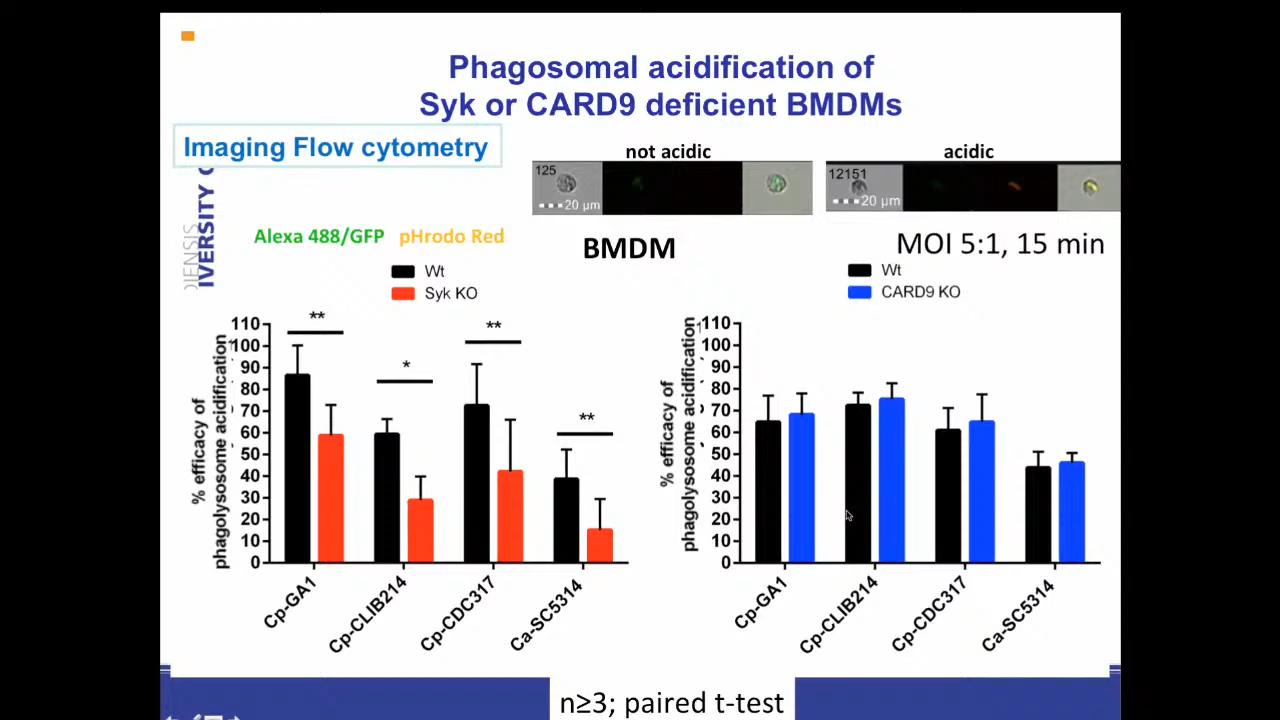 Phagosomal acidification of
Syk or CARD9 deficient BMDMs
Imaging Flow cytometry
not acidic
acidic
125
20 µm
12151
20 µm
IVERSITY
Alexa 488/GFP pHrodo Red
BMDM
MOI 5:1, 15 min
Wt
Syk KO
Wt
CARD9 KO
**
*
**
**
% efficacy of
phagolysosome acidification
110
100
90
80
70
60
50
40
30
20
10
0
Cp-GA1
Cp-CLIB214
Cp-CDC317
Ca-SC5314
% efficacy of
phagolysosome acidification
110
100
90
80
70
60
50
40
30
20
10
0
Cp-GA1
Cp-CLIB214
Cp-CDC317
Ca-SC5314
n≥3; paired t-test